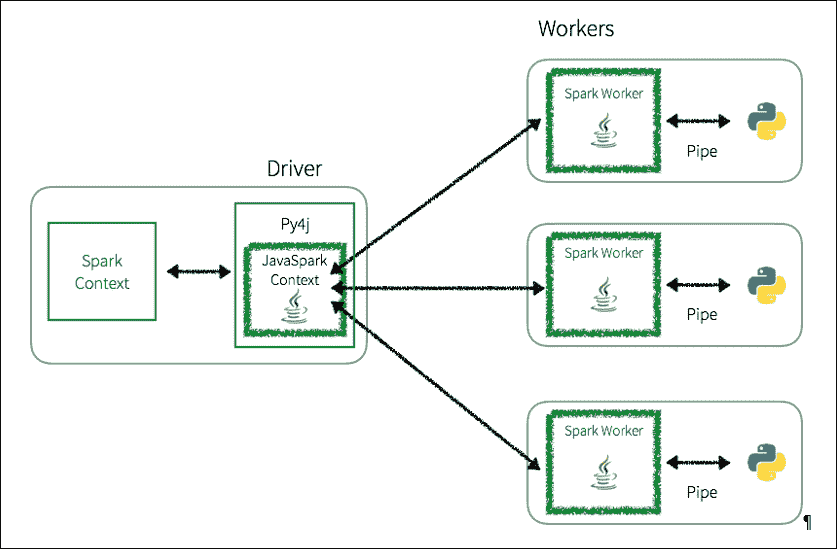 Workers
Driver
Spark
Context
Py4j
JavaSpark
Context
Spark Worker
Pipe
Spark Worker
Pipe
Spark Worker
Pipe
¶